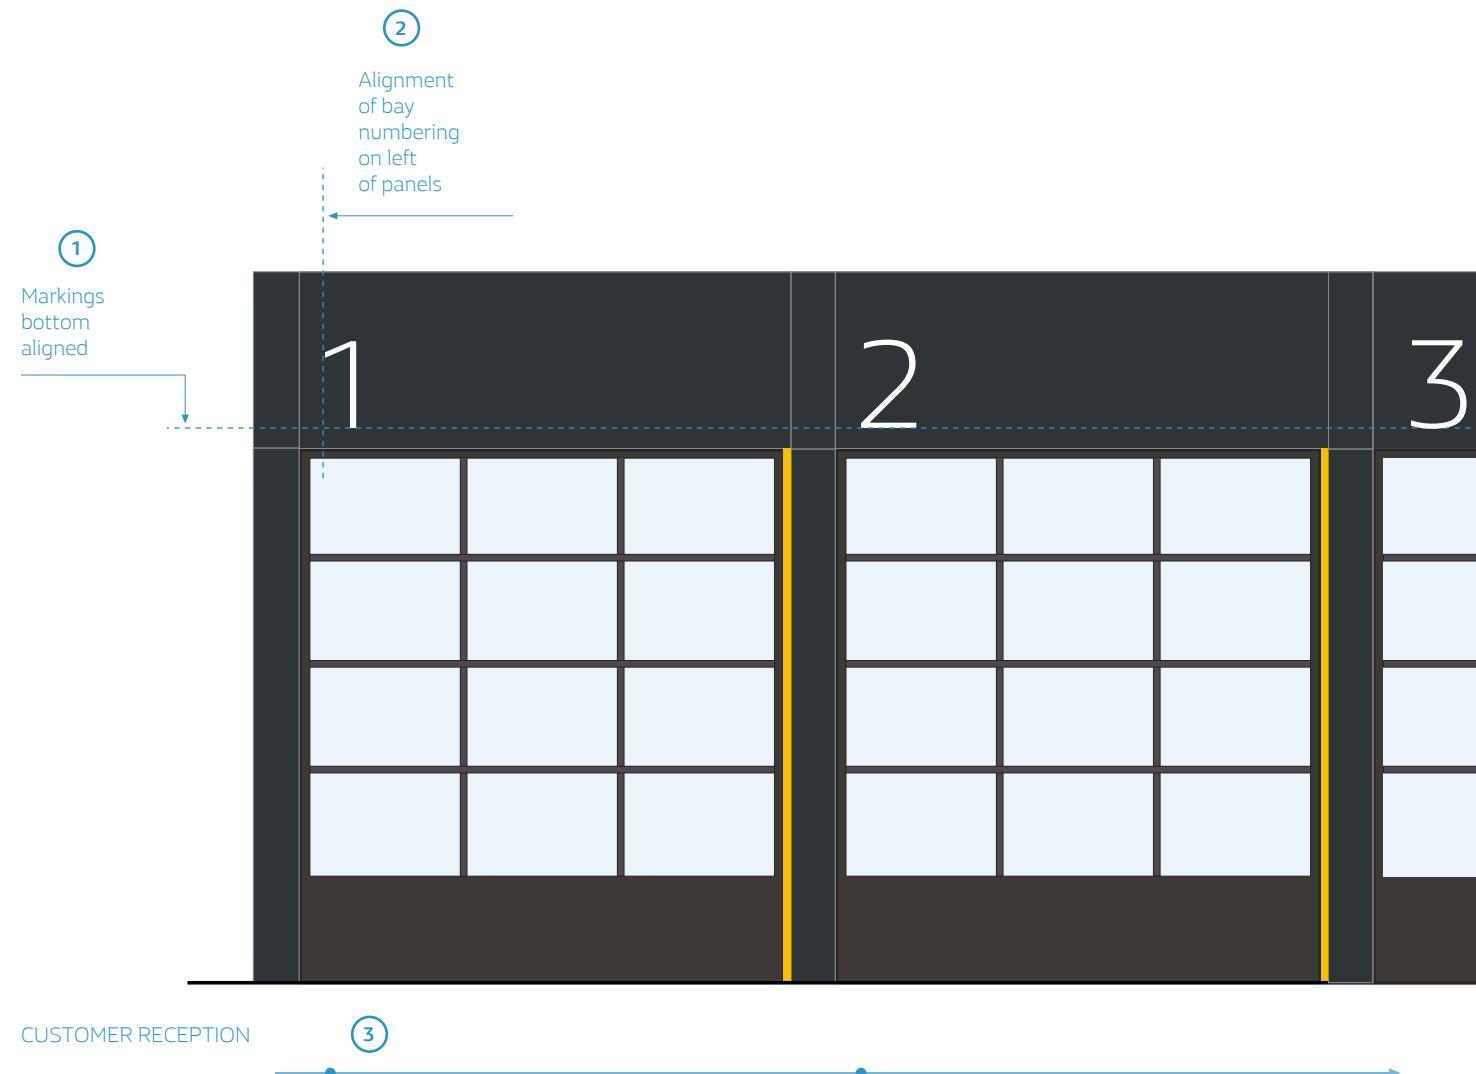 2
Alignment
of bay
numbering
on left
of panels
1
Markings
bottom
aligned
1 2 3
CUSTOMER RECEPTION 3